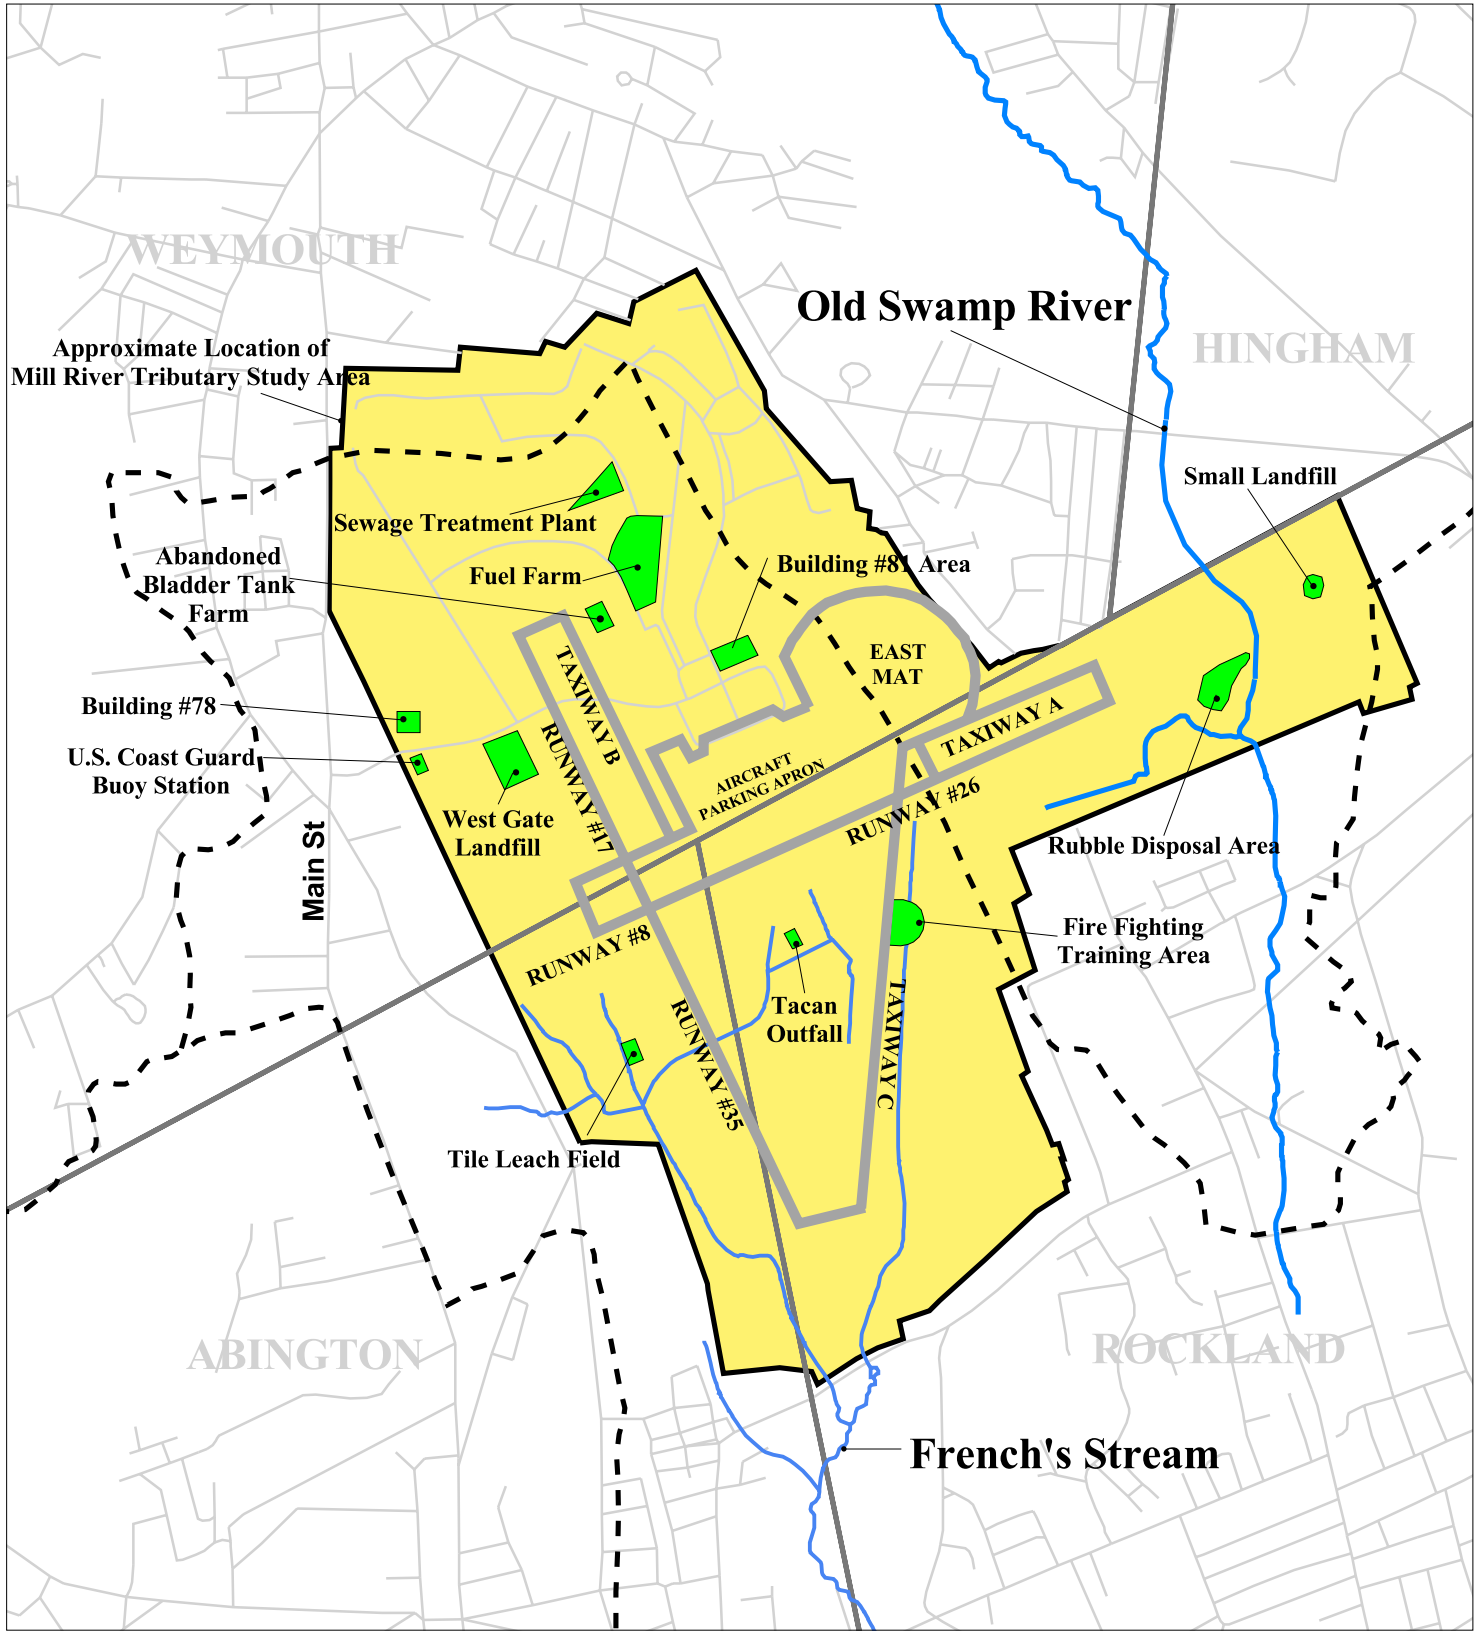 WEYMOUTH
Old Swamp River
HINGHAM
Approximate Location of
Mill River Tributary Study Area
Small Landfill
Sewage Treatment Plant
Abandoned
Bladder Tank
Farm
Fuel Farm
Building #81 Area
EAST
MAT
TAXIWAY B
TAXIWAY A
Building #78
RUNWAY #17
U.S. Coast Guard
Buoy Station
AIRCRAFT
PARKING APRON
RUNWAY #26
West Gate
Landfill
Rubble Disposal Area
Main St
RUNWAY #8
Fire Fighting
Training Area
Tacan
Outfall
RUNWAY #35
TAXIWAY C
Tile Leach Field
ABINGTON
ROCKLAND
French's Stream